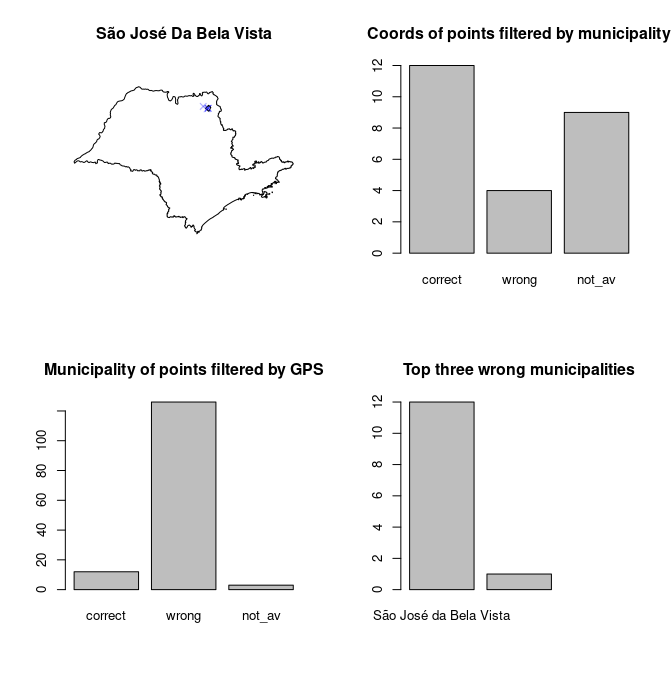 São José Da Bela Vista
Coords of points filtered by municipality
12
10
8
6
4
2
0
correct wrong not_av
Municipality of points filtered by GPS
100
80
60
40
20
0
correct wrong not_av
Top three wrong municipalities
12
10
8
6
4
2
0
São José da Bela Vista